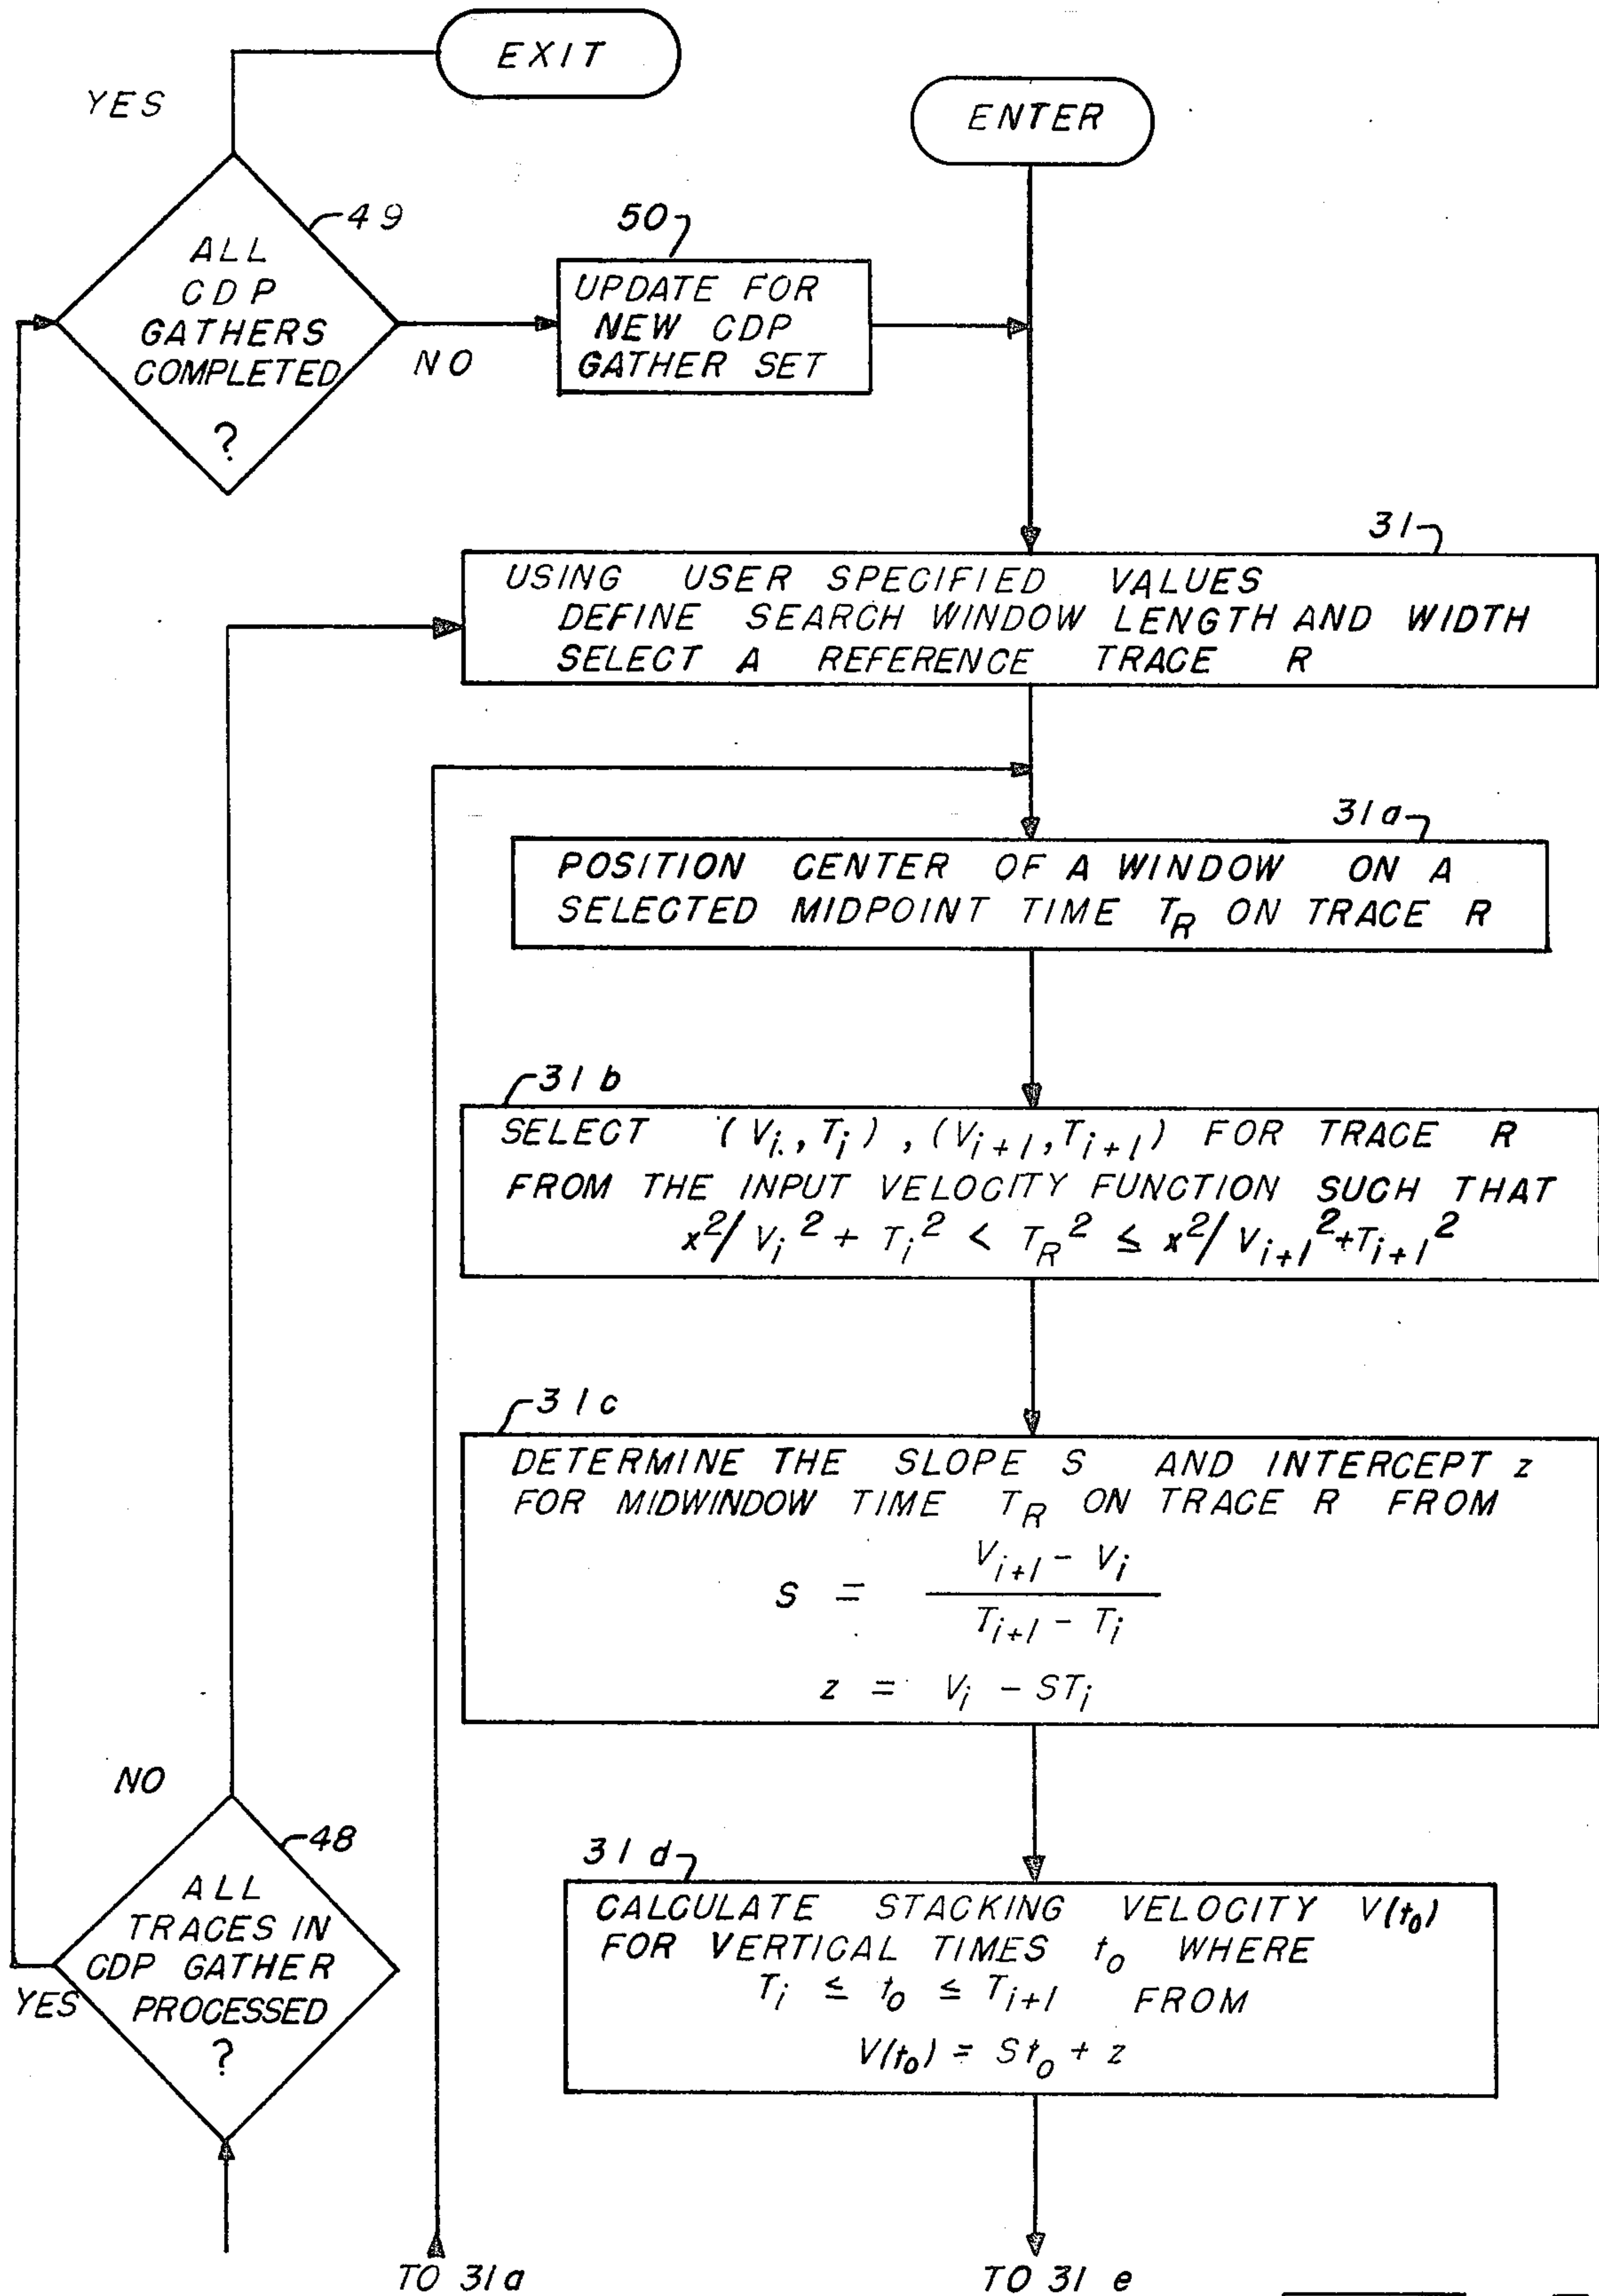 EXIT
YES
ENTER
49
ALL
CDP
GATHERS
COMPLETED
?
NO
50
UPDATE FOR
NEW CDP
GATHER SET
31
USING USER SPECIFIED VALUES
DEFINE SEARCH WINDOW LENGTH AND WIDTH
SELECT A REFERENCE TRACE R
31a
POSITION CENTER OF A WINDOW ON A
SELECTED MIDPOINT TIME T_R ON TRACE R
31b
SELECT (V_i, T_i), (V_{i+1}, T_{i+1}) FOR TRACE R
FROM THE INPUT VELOCITY FUNCTION SUCH THAT
x²/V_i² + T_i² < T_R² ≤ x²/V_{i+1}² + T_{i+1}²
31c
DETERMINE THE SLOPE S AND INTERCEPT z
FOR MIDWINDOW TIME T_R ON TRACE R FROM
S = (V_{i+1} - V_i) / (T_{i+1} - T_i)
z = V_i - ST_i
NO
48
ALL
TRACES IN
CDP GATHER
PROCESSED
?
YES
31d
CALCULATE STACKING VELOCITY V(t_0)
FOR VERTICAL TIMES t_0 WHERE
T_i ≤ t_0 ≤ T_{i+1} FROM
V(t_0) = St_0 + z
TO 31a
TO 31e